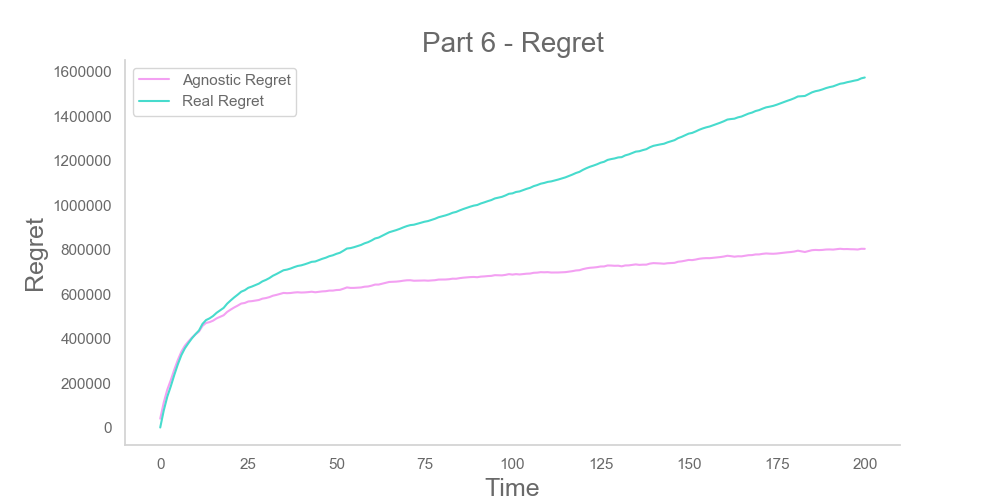 Part 6 - Regret
Agnostic Regret
Real Regret
1600000
1400000
1200000
1000000
800000
600000
400000
200000
0
Regret
0 25 50 75 100 125 150 175 200
Time